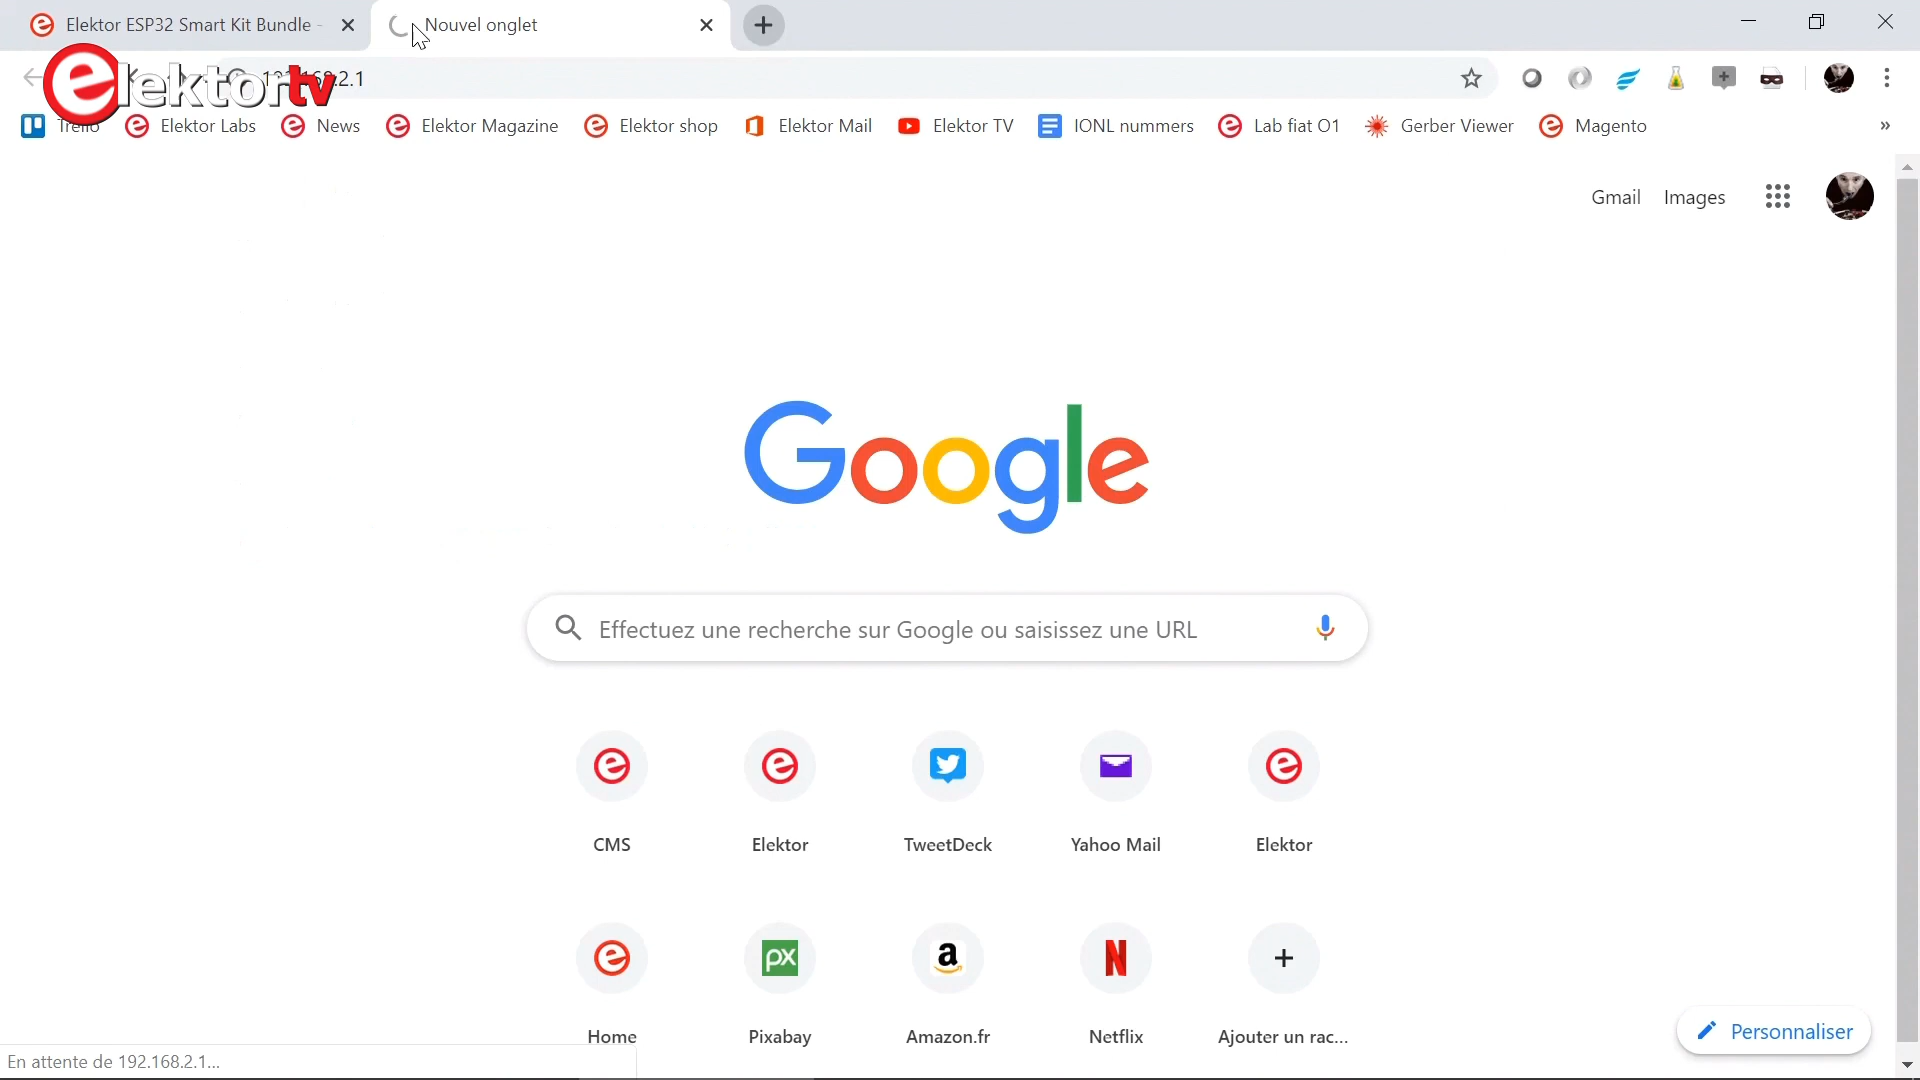 Elektor ESP32 Smart Kit Bundle -
Nouvel onglet
elektortv
192.168.2.1
Trello
Elektor Labs
News
Elektor Magazine
Elektor shop
Elektor Mail
Elektor TV
IONL nummers
Lab fiat O1
Gerber Viewer
Magento
»
Gmail
Images
Google
Effectuez une recherche sur Google ou saisissez une URL
CMS
Elektor
TweetDeck
Yahoo Mail
Elektor
px
a
N
Home
Pixabay
Amazon.fr
Netflix
Ajouter un rac...
Personnaliser
En attente de 192.168.2.1...